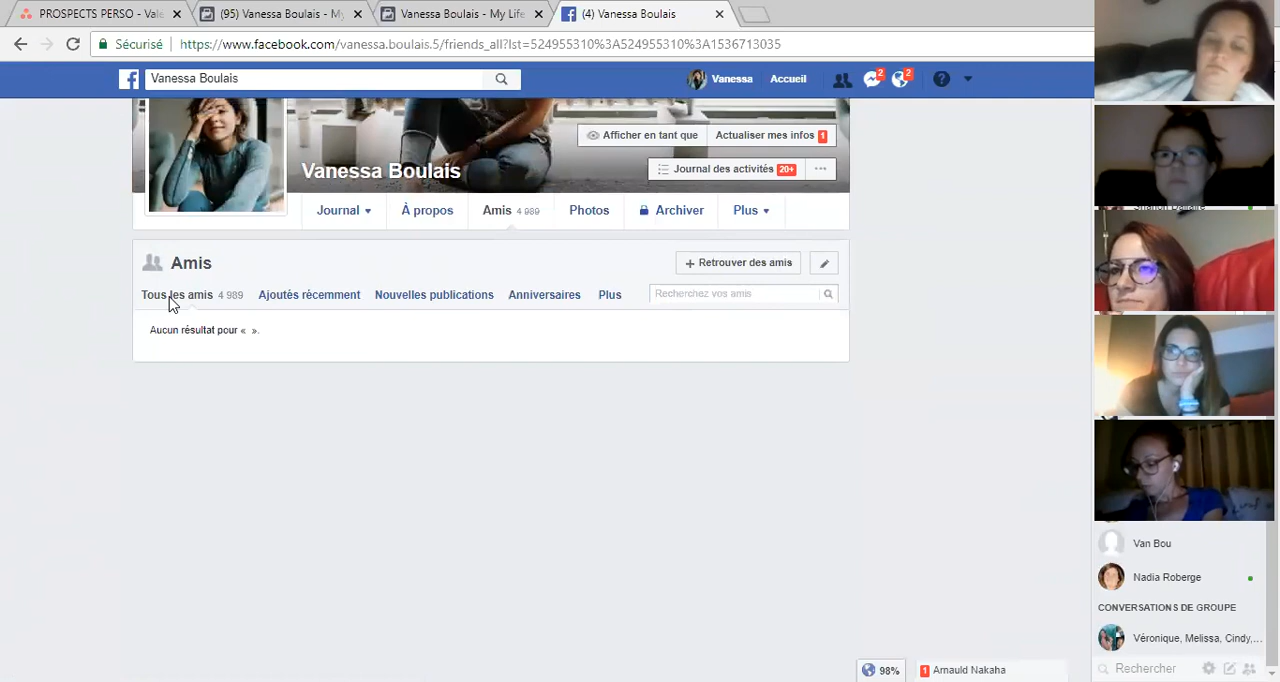 PROSPECTS PERSO - Vale
(95) Vanessa Boulais - My
Vanessa Boulais - My Life
(4) Vanessa Boulais
Sécurisé https://www.facebook.com/vanessa.boulais.5/friends_all?lst=524955310%3A524955310%3A1536713035
Vanessa Boulais
Vanessa Accueil 2 2
Afficher en tant que Actualiser mes infos 1
Vanessa Boulais
Journal des activités 20+ ...
Journal À propos Amis 4 989 Photos Archiver Plus
Amis
+ Retrouver des amis
Tous les amis 4 989 Ajoutés récemment Nouvelles publications Anniversaires Plus Recherchez vos amis
Aucun résultat pour « ».
Van Bou
Nadia Roberge
CONVERSATIONS DE GROUPE
Véronique, Melissa, Cindy,...
Rechercher
98%
1 Arnauld Nakaha